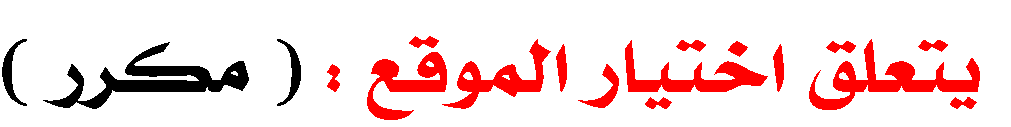 يتعلق اختيار الموقع : ( مكرر )